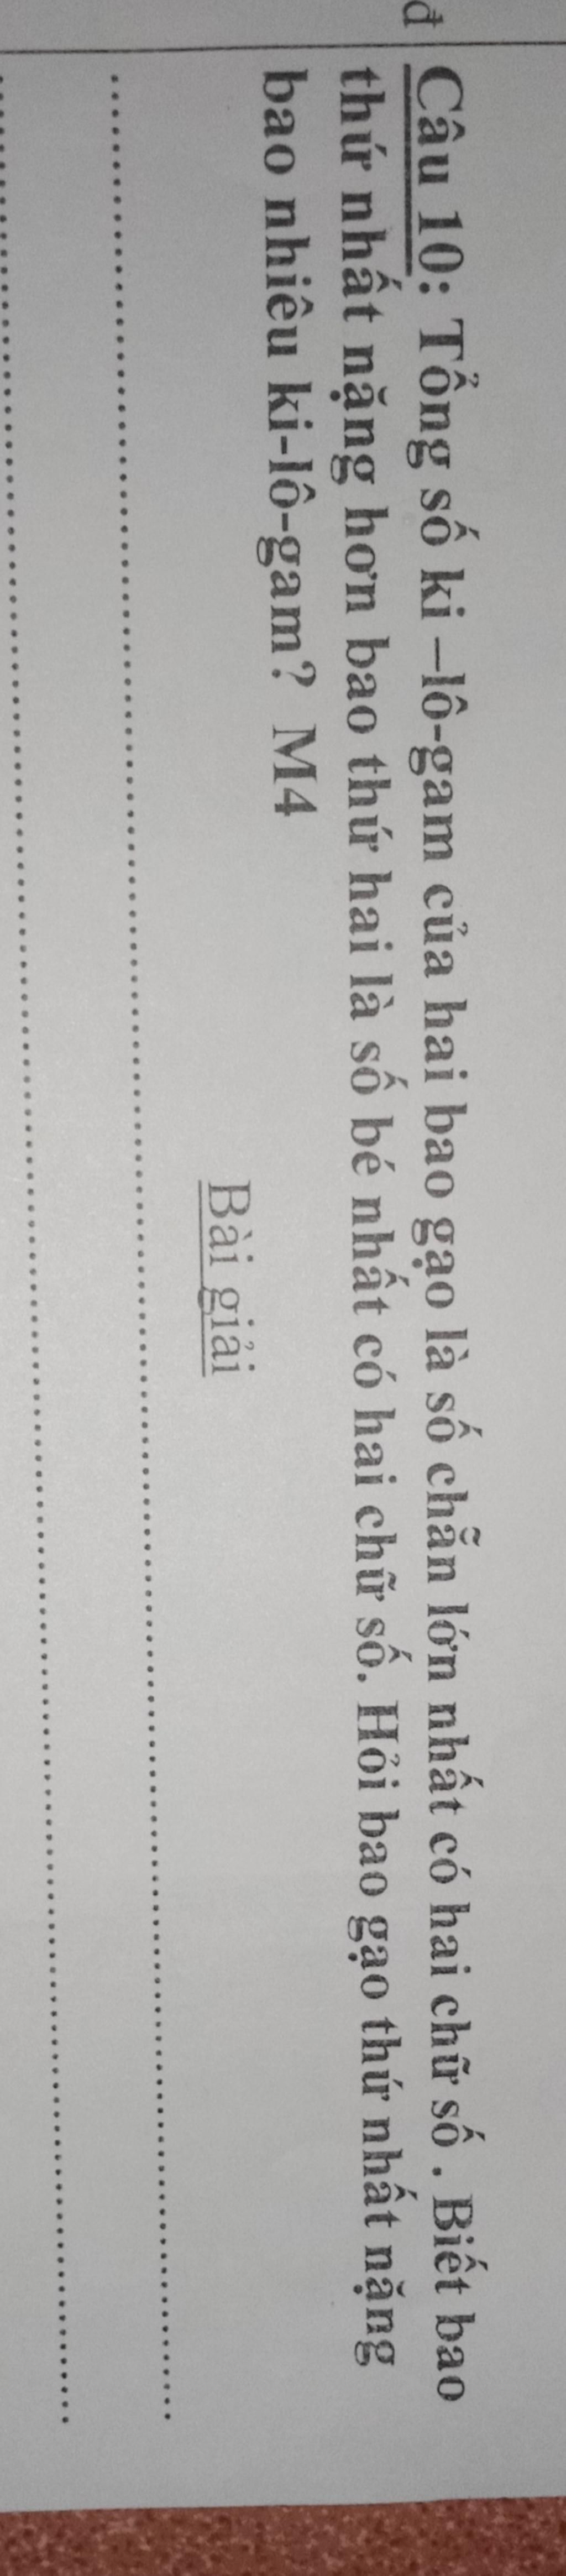 đ
Câu 10: Tổng số ki –lô-gam của hai bao gạo là số chẵn lớn nhất có hai chữ số . Biết bao
thứ nhất nặng hơn bao thứ hai là số bé nhất có hai chữ số. Hỏi bao gạo thứ nhất nặng
bao nhiêu ki-lô-gam? M4
Bài giải